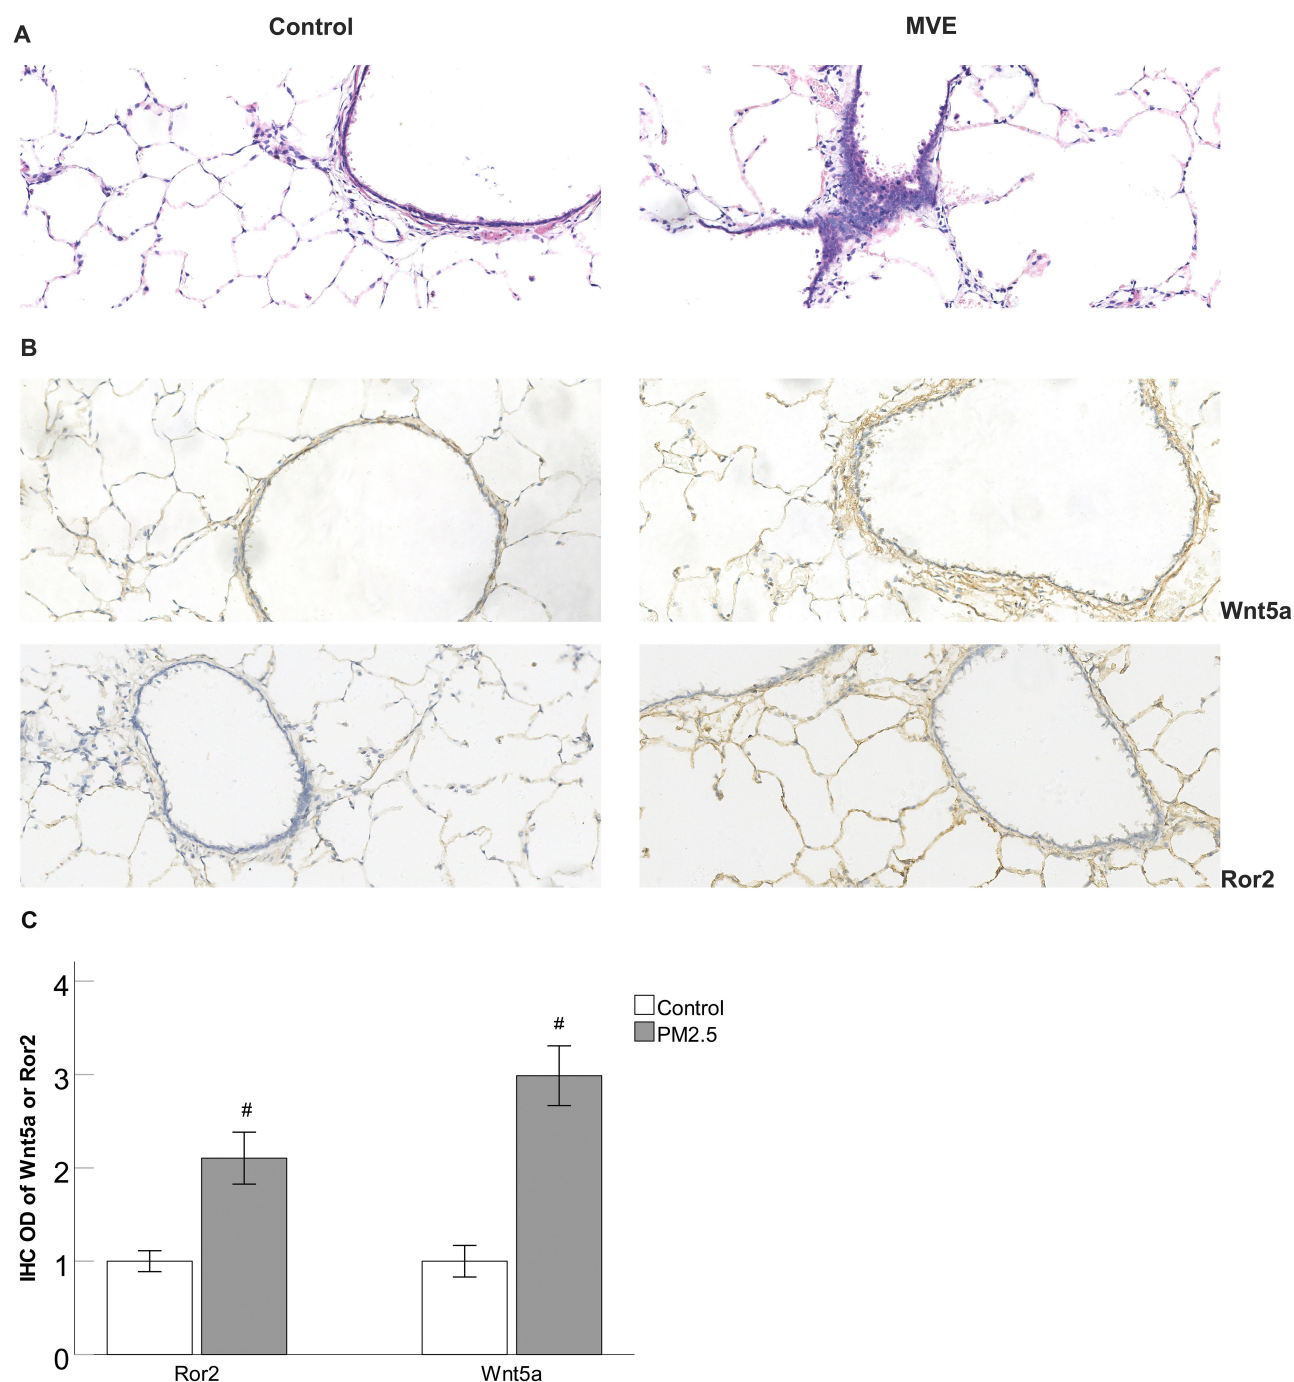 A
Control
MVE
B
Wnt5a
Ror2
C
IHC OD of Wnt5a or Ror2
4
3
2
1
0
#
#
Control
PM2.5
Ror2
Wnt5a